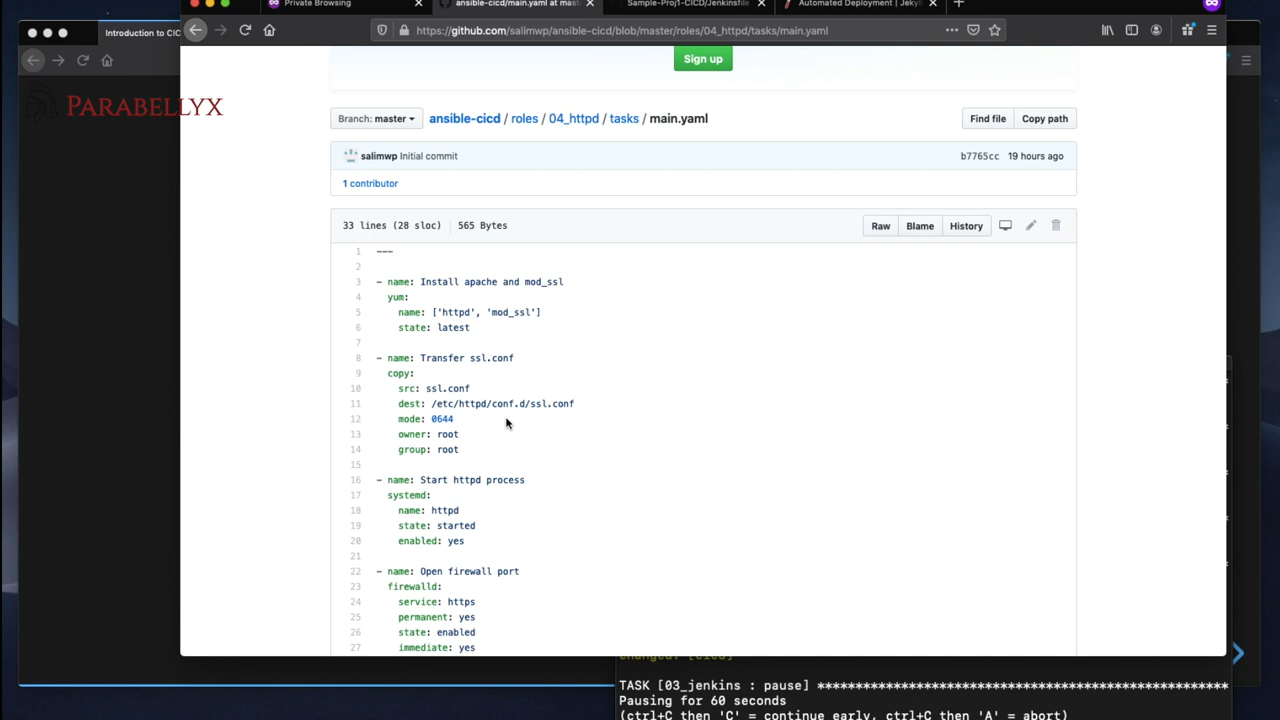 Private Browsing
ansible-cicd/main.yaml at mast
Sample-Proj1-CICD/Jenkinsfile
Automated Deployment | Jekyl
Introduction to CIC
https://github.com/salimwp/ansible-cicd/blob/master/roles/04_httpd/tasks/main.yaml
Sign up
PARABELLYX
Branch: master
ansible-cicd / roles / 04_httpd / tasks / main.yaml
Find file
Copy path
salimwp Initial commit
b7765cc 19 hours ago
1 contributor
33 lines (28 sloc) 565 Bytes
Raw
Blame
History
1 ---
2
3 - name: Install apache and mod_ssl
4 yum:
5 name: ['httpd', 'mod_ssl']
6 state: latest
7
8 - name: Transfer ssl.conf
9 copy:
10 src: ssl.conf
11 dest: /etc/httpd/conf.d/ssl.conf
12 mode: 0644
13 owner: root
14 group: root
15
16 - name: Start httpd process
17 systemd:
18 name: httpd
19 state: started
20 enabled: yes
21
22 - name: Open firewall port
23 firewalld:
24 service: https
25 permanent: yes
26 state: enabled
27 immediate: yes
changed: [cicd]
TASK [03_jenkins : pause] ********************************************************
Pausing for 60 seconds
(ctrl+C then 'C' = continue early, ctrl+C then 'A' = abort)